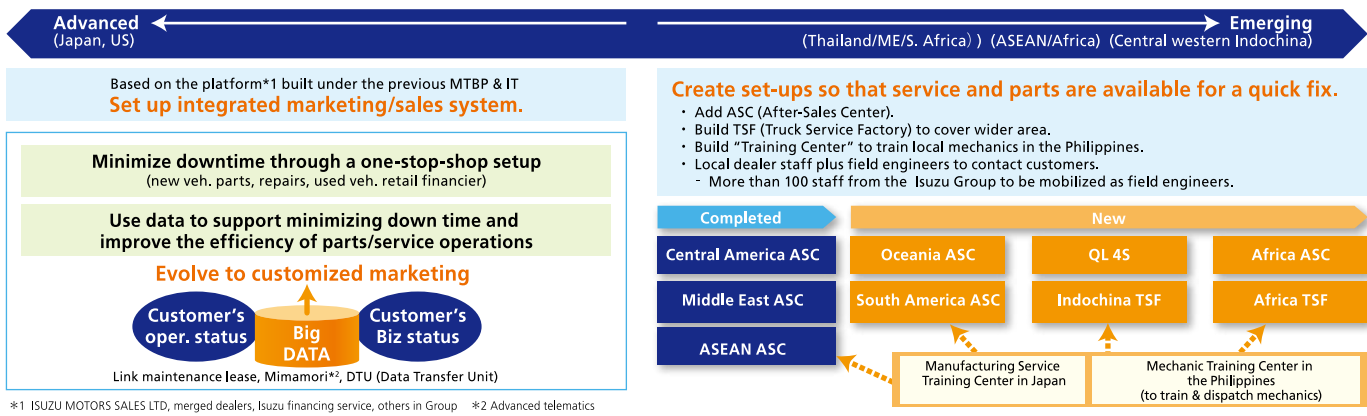 Advanced
(Japan, US)
Emerging
(Thailand/ME/S. Africa) ) (ASEAN/Africa) (Central western Indochina)
Based on the platform*1 built under the previous MTBP & IT
Set up integrated marketing/sales system.
Minimize downtime through a one-stop-shop setup
(new veh. parts, repairs, used veh. retail financier)
Use data to support minimizing down time and
improve the efficiency of parts/service operations
Evolve to customized marketing
Customer's
oper. status
Big
DATA
Customer's
Biz status
Link maintenance lease, Mimamori*2, DTU (Data Transfer Unit)
Create set-ups so that service and parts are available for a quick fix.
・ Add ASC (After-Sales Center).
・ Build TSF (Truck Service Factory) to cover wider area.
・ Build “Training Center” to train local mechanics in the Philippines.
・ Local dealer staff plus field engineers to contact customers.
- More than 100 staff from the Isuzu Group to be mobilized as field engineers.
Completed
New
Central America ASC
Oceania ASC
QL 4S
Africa ASC
Middle East ASC
South America ASC
Indochina TSF
Africa TSF
ASEAN ASC
Manufacturing Service
Training Center in Japan
Mechanic Training Center in
the Philippines
(to train & dispatch mechanics)
*1 ISUZU MOTORS SALES LTD, merged dealers, Isuzu financing service, others in Group *2 Advanced telematics